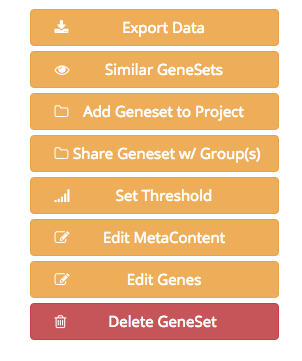 Export Data
Similar GeneSets
Add Geneset to Project
Share Geneset w/ Group(s)
Set Threshold
Edit MetaContent
Edit Genes
Delete GeneSet